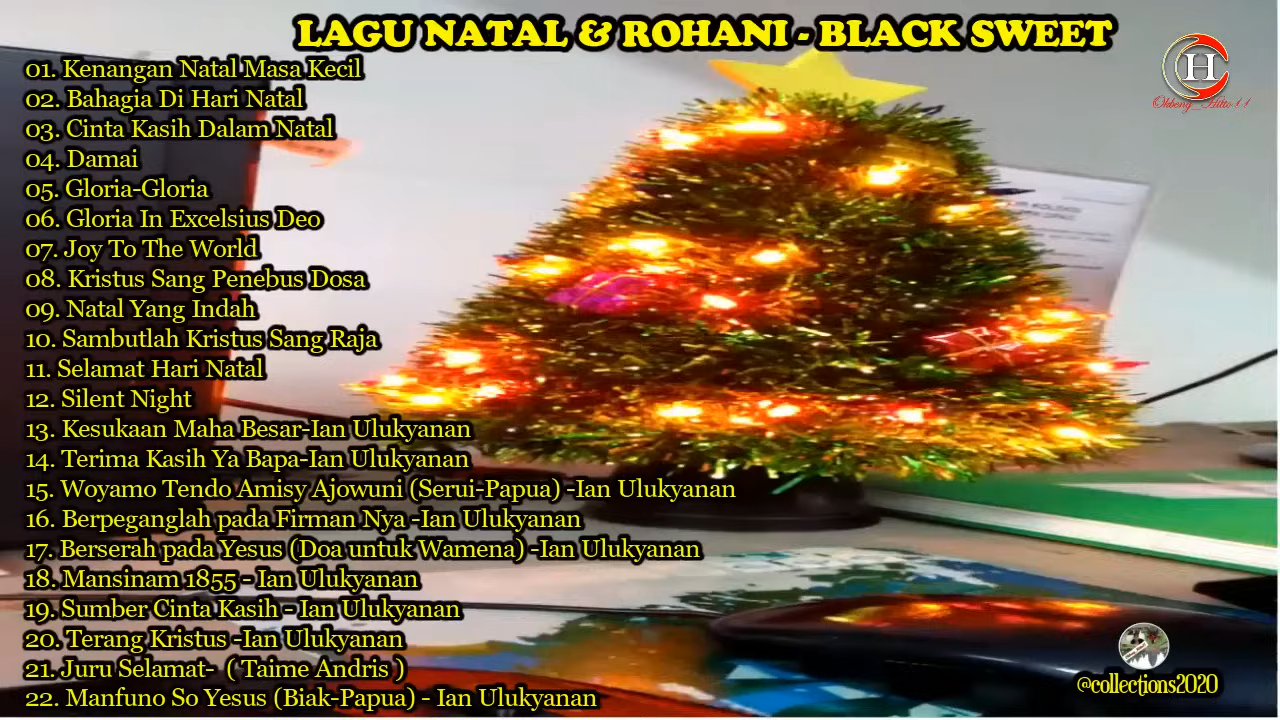 LAGU NATAL & ROHANI - BLACK SWEET
01. Kenangan Natal Masa Kecil
02. Bahagia Di Hari Natal
03. Cinta Kasih Dalam Natal
04. Damai
05. Gloria-Gloria
06. Gloria In Excelsius Deo
07. Joy To The World
08. Kristus Sang Penebus Dosa
09. Natal Yang Indah
10. Sambutlah Kristus Sang Raja
11. Selamat Hari Natal
12. Silent Night
13. Kesukaan Maha Besar-Ian Ulukyanan
14. Terima Kasih Ya Bapa-Ian Ulukyanan
15. Woyamo Tendo Amisy Ajowuni (Serui-Papua) -Ian Ulukyanan
16. Berpeganglah pada Firman Nya -Ian Ulukyanan
17. Berserah pada Yesus (Doa untuk Wamena) -Ian Ulukyanan
18. Mansinam 1855 - Ian Ulukyanan
19. Sumber Cinta Kasih - Ian Ulukyanan
20. Terang Kristus -Ian Ulukyanan
21. Juru Selamat- ( Taime Andris )
22. Manfuno So Yesus (Biak-Papua) - Ian Ulukyanan
H
@collections2020